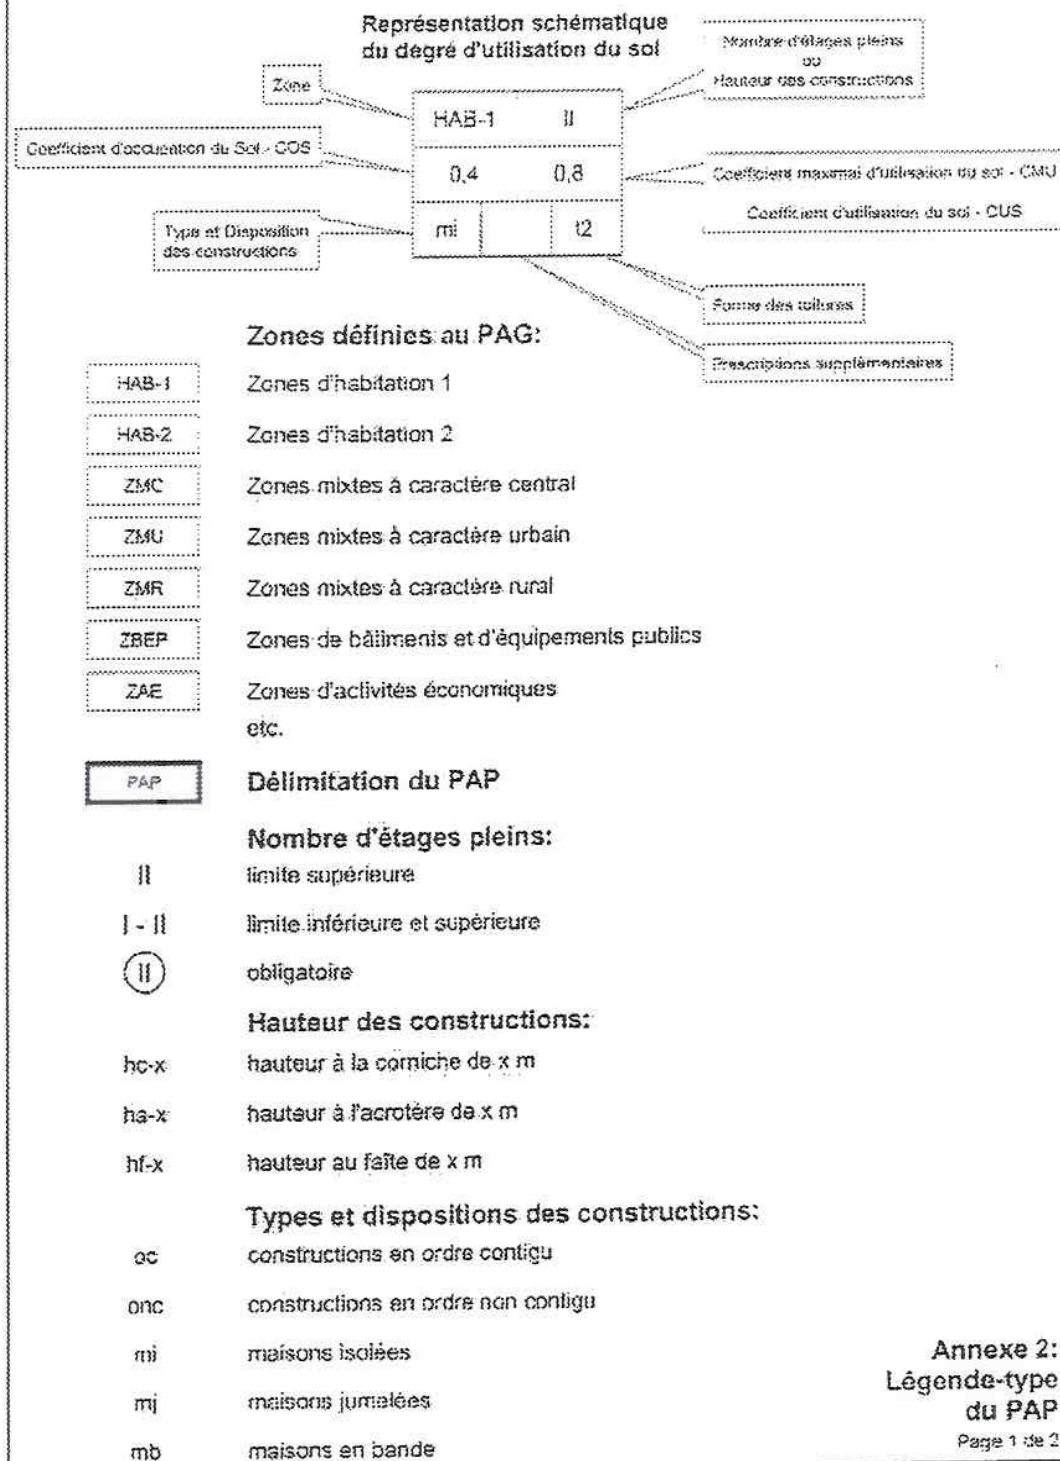 Représentation schématique
du degré d'utilisation du sol
Nombre d'étages pleins
ou
Hauteur des constructions
Zone
HAB-1 II
Coefficient d'occupation du Sol - COS
0,4 0,8
Coefficient maximal d'utilisation du sol - CMU
Coefficient d'utilisation du sol - CUS
Type et Disposition
des constructions
mi t2
Forme des toitures
Prescriptions supplémentaires
Zones définies au PAG:
HAB-1 Zones d'habitation 1
HAB-2 Zones d'habitation 2
ZMC Zones mixtes à caractère central
ZMU Zones mixtes à caractère urbain
ZMR Zones mixtes à caractère rural
ZBEP Zones de bâtiments et d'équipements publics
ZAE Zones d'activités économiques
etc.
PAP Délimitation du PAP
Nombre d'étages pleins:
II limite supérieure
I - II limite inférieure et supérieure
II obligatoire
Hauteur des constructions:
hc-x hauteur à la corniche de x m
ha-x hauteur à l'acrotère de x m
hf-x hauteur au faîte de x m
Types et dispositions des constructions:
oc constructions en ordre contigu
onc constructions en ordre non contigu
mi maisons isolées
mj maisons jumelées
mb maisons en bande
Annexe 2:
Légende-type
du PAP
Page 1 de 2